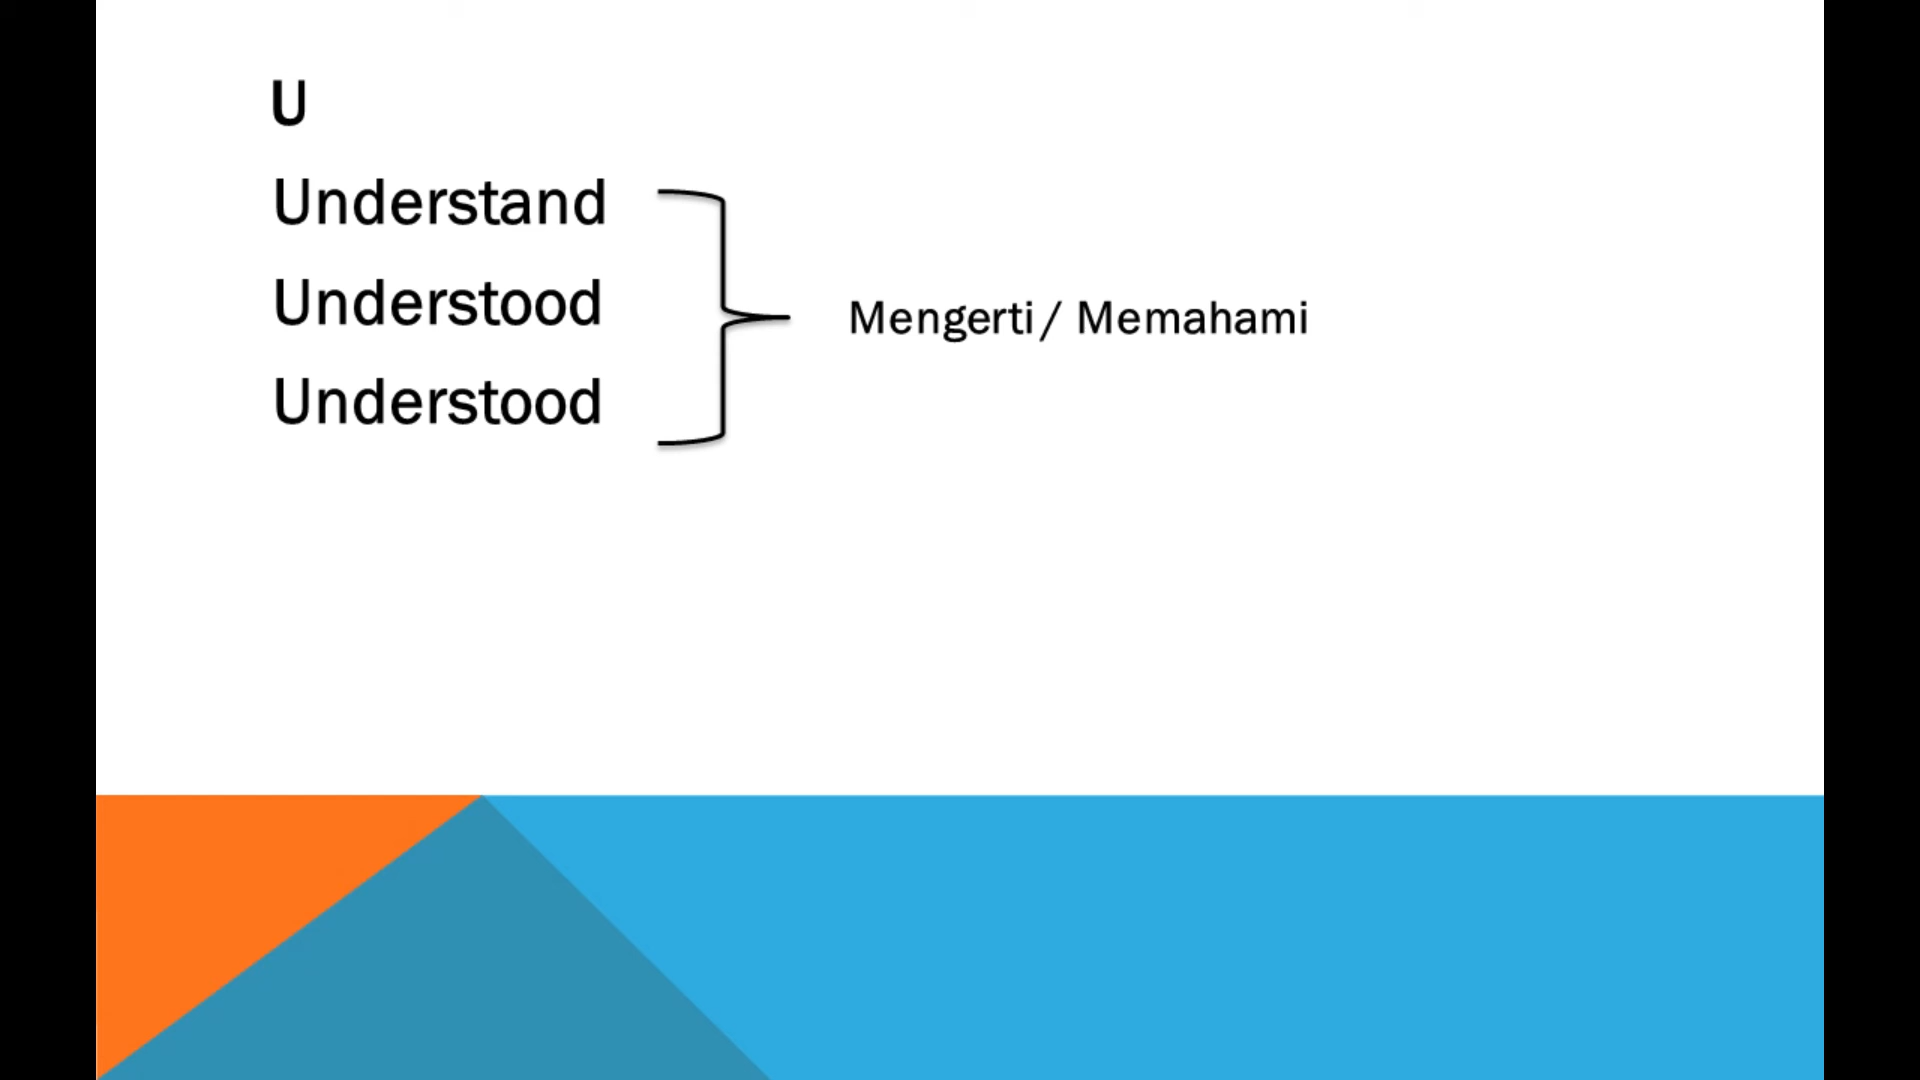 U
Understand
Understood
Understood
Mengerti / Memahami